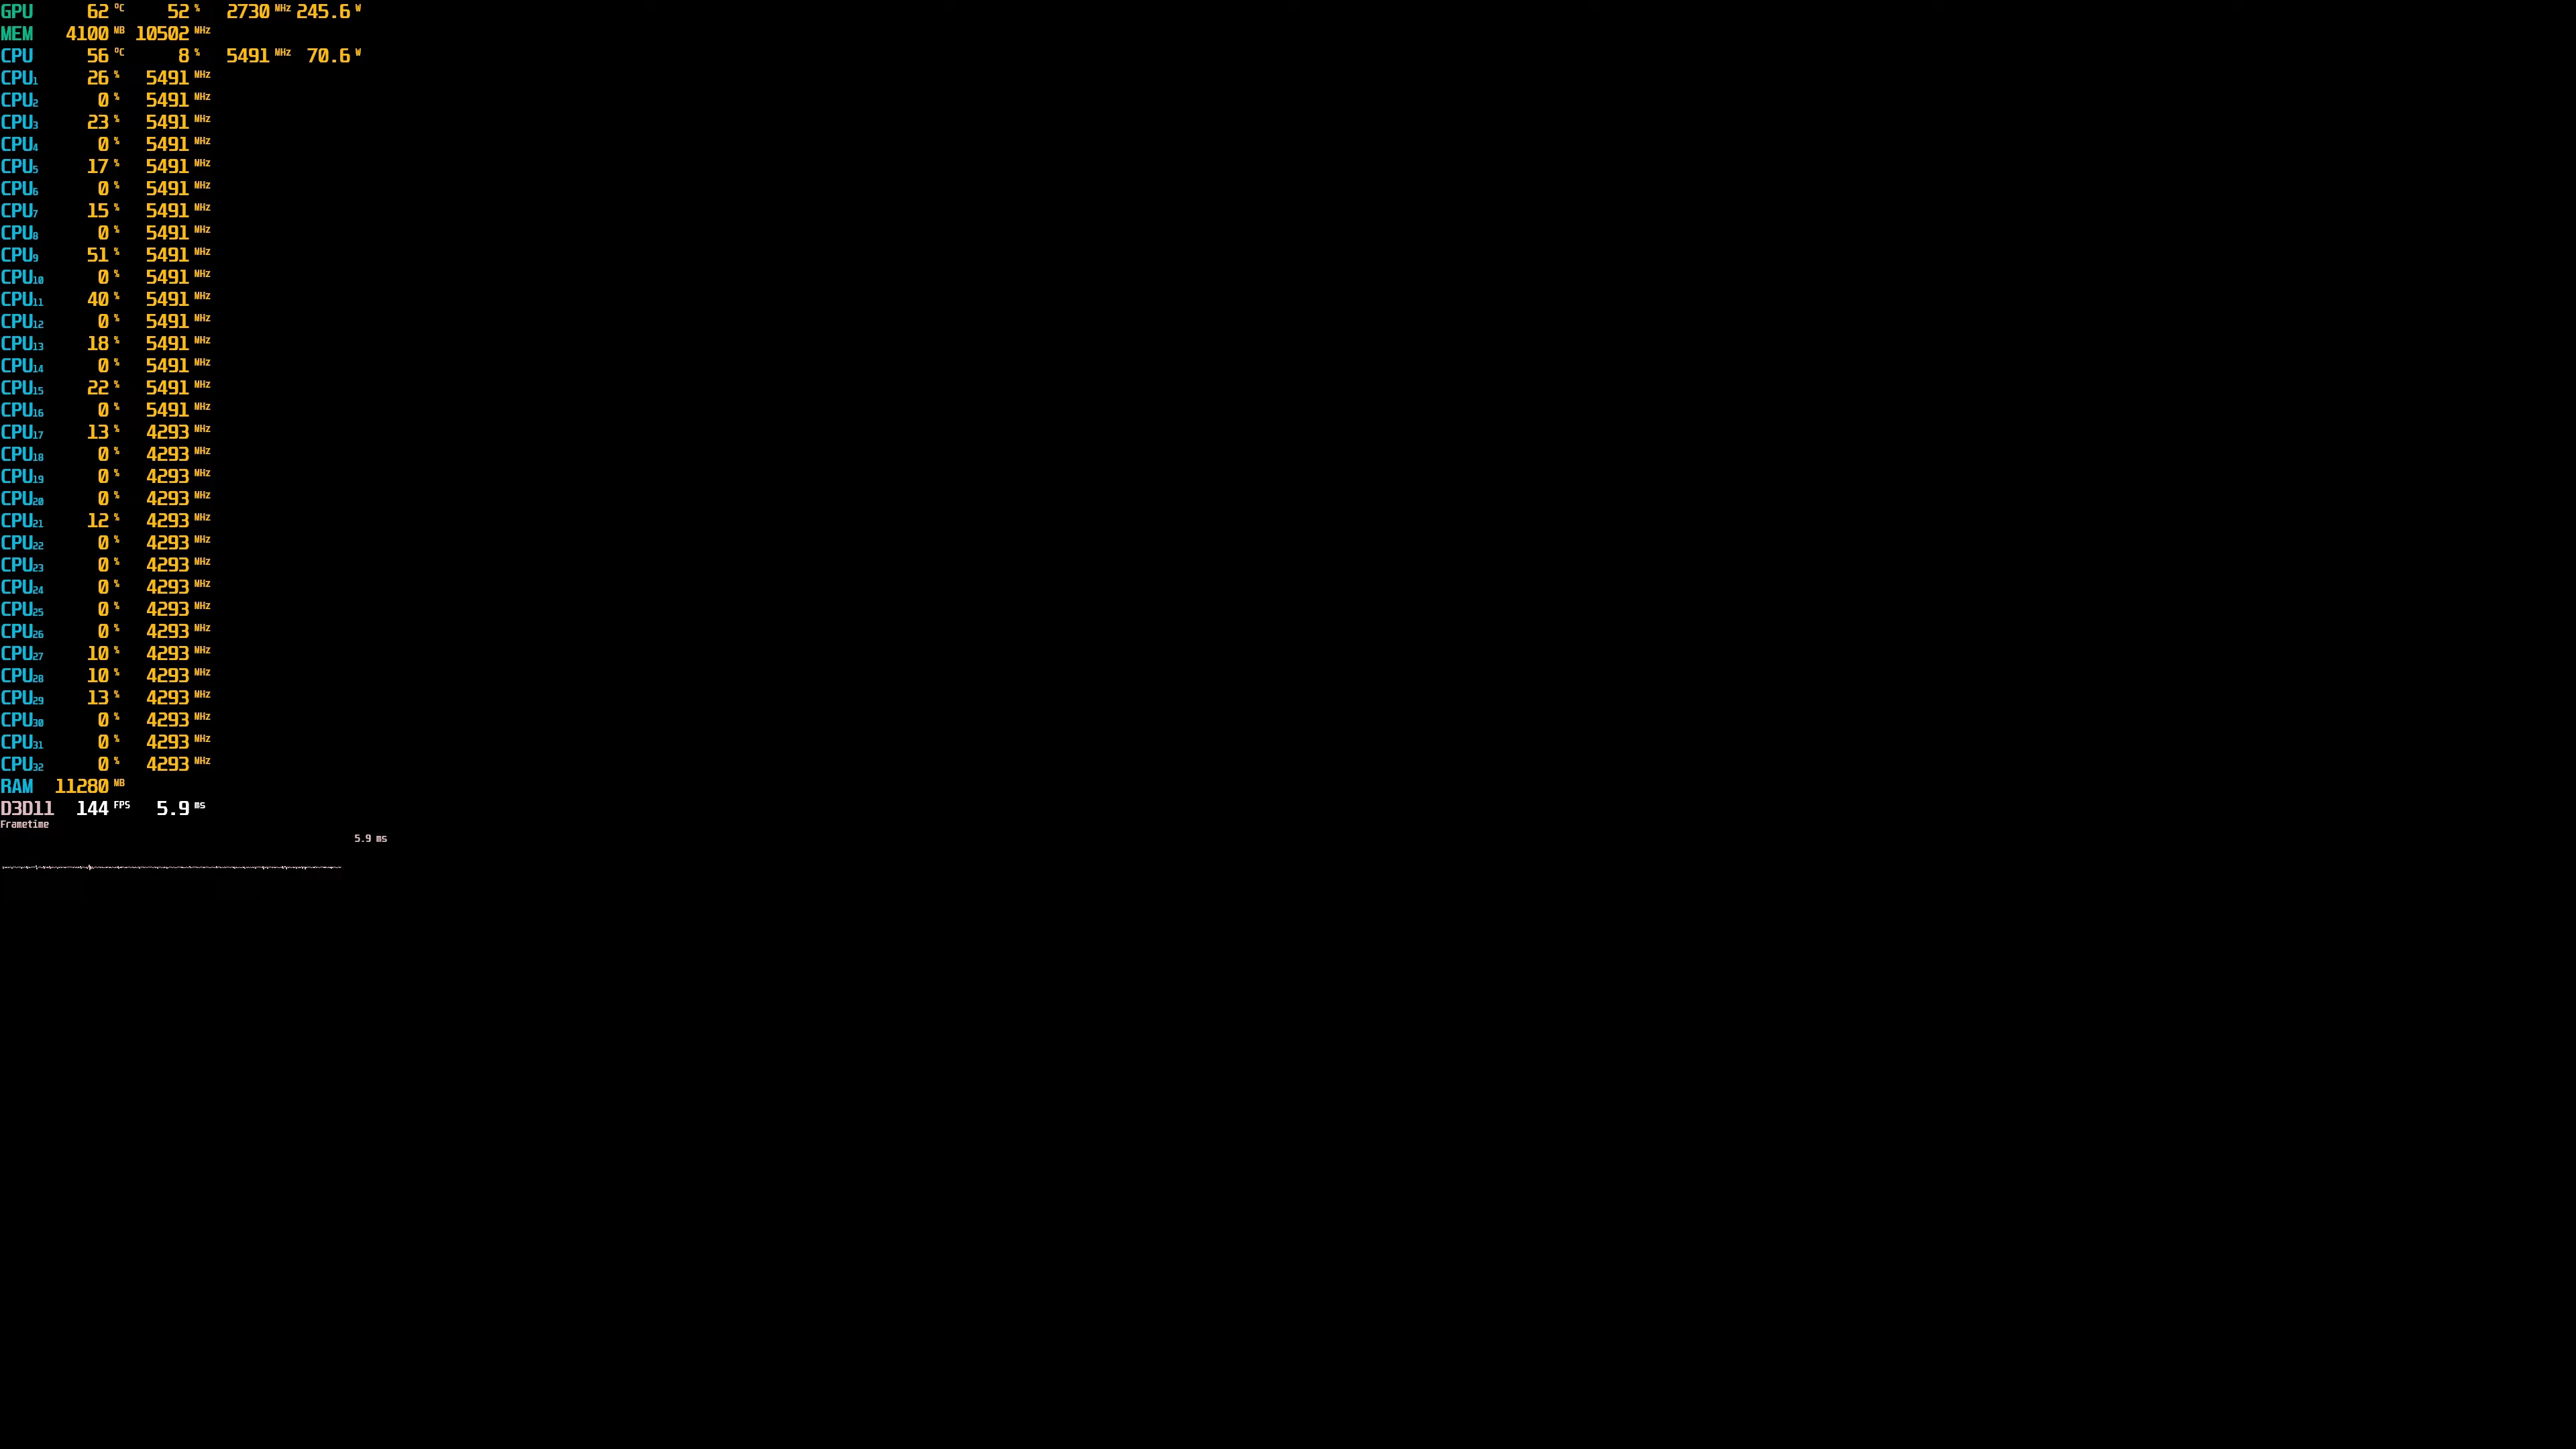 GPU 62 °C 52 % 2730 MHz 245.6 W
MEM 4100 MB 10502 MHz
CPU 56 °C 8 % 5491 MHz 70.6 W
CPU1 26 % 5491 MHz
CPU2 0 % 5491 MHz
CPU3 23 % 5491 MHz
CPU4 0 % 5491 MHz
CPU5 17 % 5491 MHz
CPU6 0 % 5491 MHz
CPU7 15 % 5491 MHz
CPU8 0 % 5491 MHz
CPU9 51 % 5491 MHz
CPU10 0 % 5491 MHz
CPU11 40 % 5491 MHz
CPU12 0 % 5491 MHz
CPU13 18 % 5491 MHz
CPU14 0 % 5491 MHz
CPU15 22 % 5491 MHz
CPU16 0 % 5491 MHz
CPU17 13 % 4293 MHz
CPU18 0 % 4293 MHz
CPU19 0 % 4293 MHz
CPU20 0 % 4293 MHz
CPU21 12 % 4293 MHz
CPU22 0 % 4293 MHz
CPU23 0 % 4293 MHz
CPU24 0 % 4293 MHz
CPU25 0 % 4293 MHz
CPU26 0 % 4293 MHz
CPU27 10 % 4293 MHz
CPU28 10 % 4293 MHz
CPU29 13 % 4293 MHz
CPU30 0 % 4293 MHz
CPU31 0 % 4293 MHz
CPU32 0 % 4293 MHz
RAM 11280 MB
D3D11 144 FPS 5.9 ms
Frametime
5.9 ms